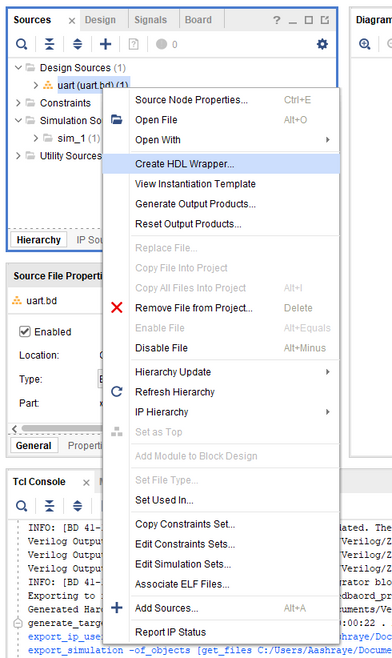 Sources
Design
Signals
Board
Diagram
0
Design Sources (1)
uart (uart.bd) (1)
Constraints
Simulation So
sim_1 (1)
Utility Sources
Hierarchy
IP Sou
Source File Properti
uart.bd
Enabled
Location:
Type:
Part:
General
Properti
Source Node Properties... Ctrl+E
Open File Alt+O
Open With
Create HDL Wrapper...
View Instantiation Template
Generate Output Products...
Reset Output Products...
Replace File...
Copy File Into Project
Copy All Files Into Project Alt+I
Remove File from Project... Delete
Enable File Alt+Equals
Disable File Alt+Minus
Hierarchy Update
Refresh Hierarchy
IP Hierarchy
Set as Top
Add Module to Block Design
Set File Type...
Set Used In...
Copy Constraints Set...
Edit Constraints Sets...
Edit Simulation Sets...
Associate ELF Files...
Add Sources... Alt+A
Report IP Status
Tcl Console
INFO: [BD 41- ated. The
Verilog Outpu /Verilog/Z
Verilog Outpu /Verilog/Z
Verilog Outpu /Verilog/Z
INFO: [BD 41- grator blo
Exporting to
Generated Har cuments/Ve
generate_targe 0:00:22 .
export_ip_use raye/Docum
export_simulation -of_objects [get_files C:/Users/Aashraye/Docume